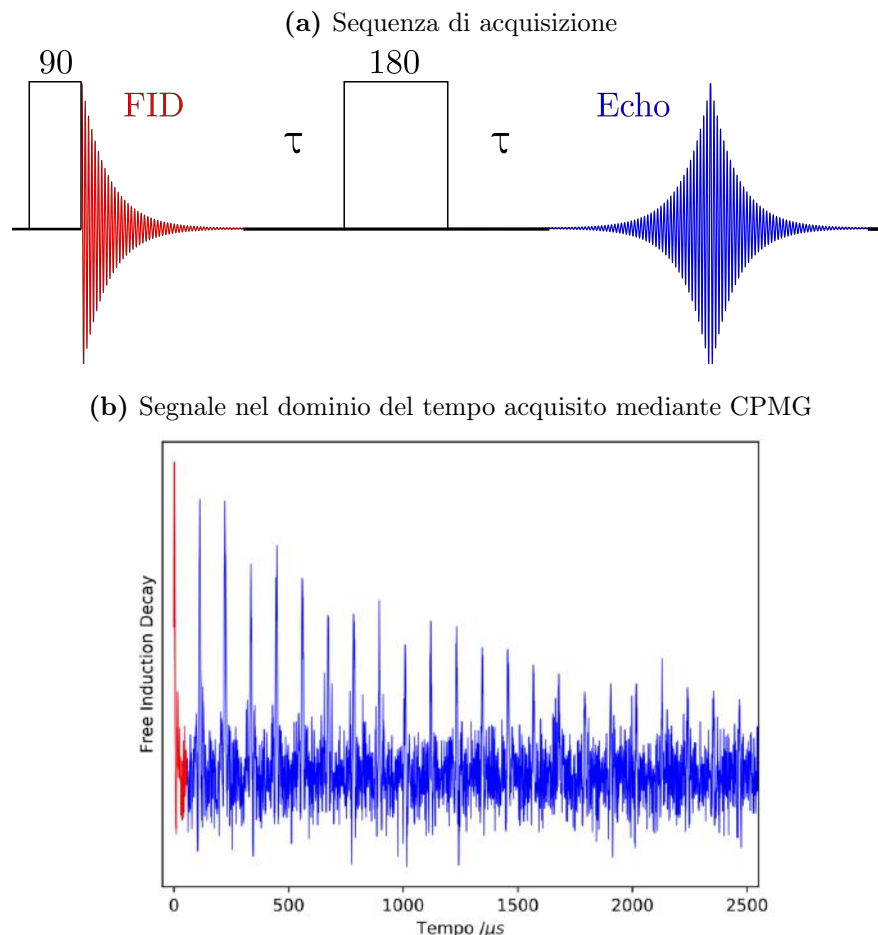 (a) Sequenza di acquisizione
90 180
FID τ τ Echo
(b) Segnale nel dominio del tempo acquisito mediante CPMG
Free Induction Decay
0 500 1000 1500 2000 2500
Tempo /μs